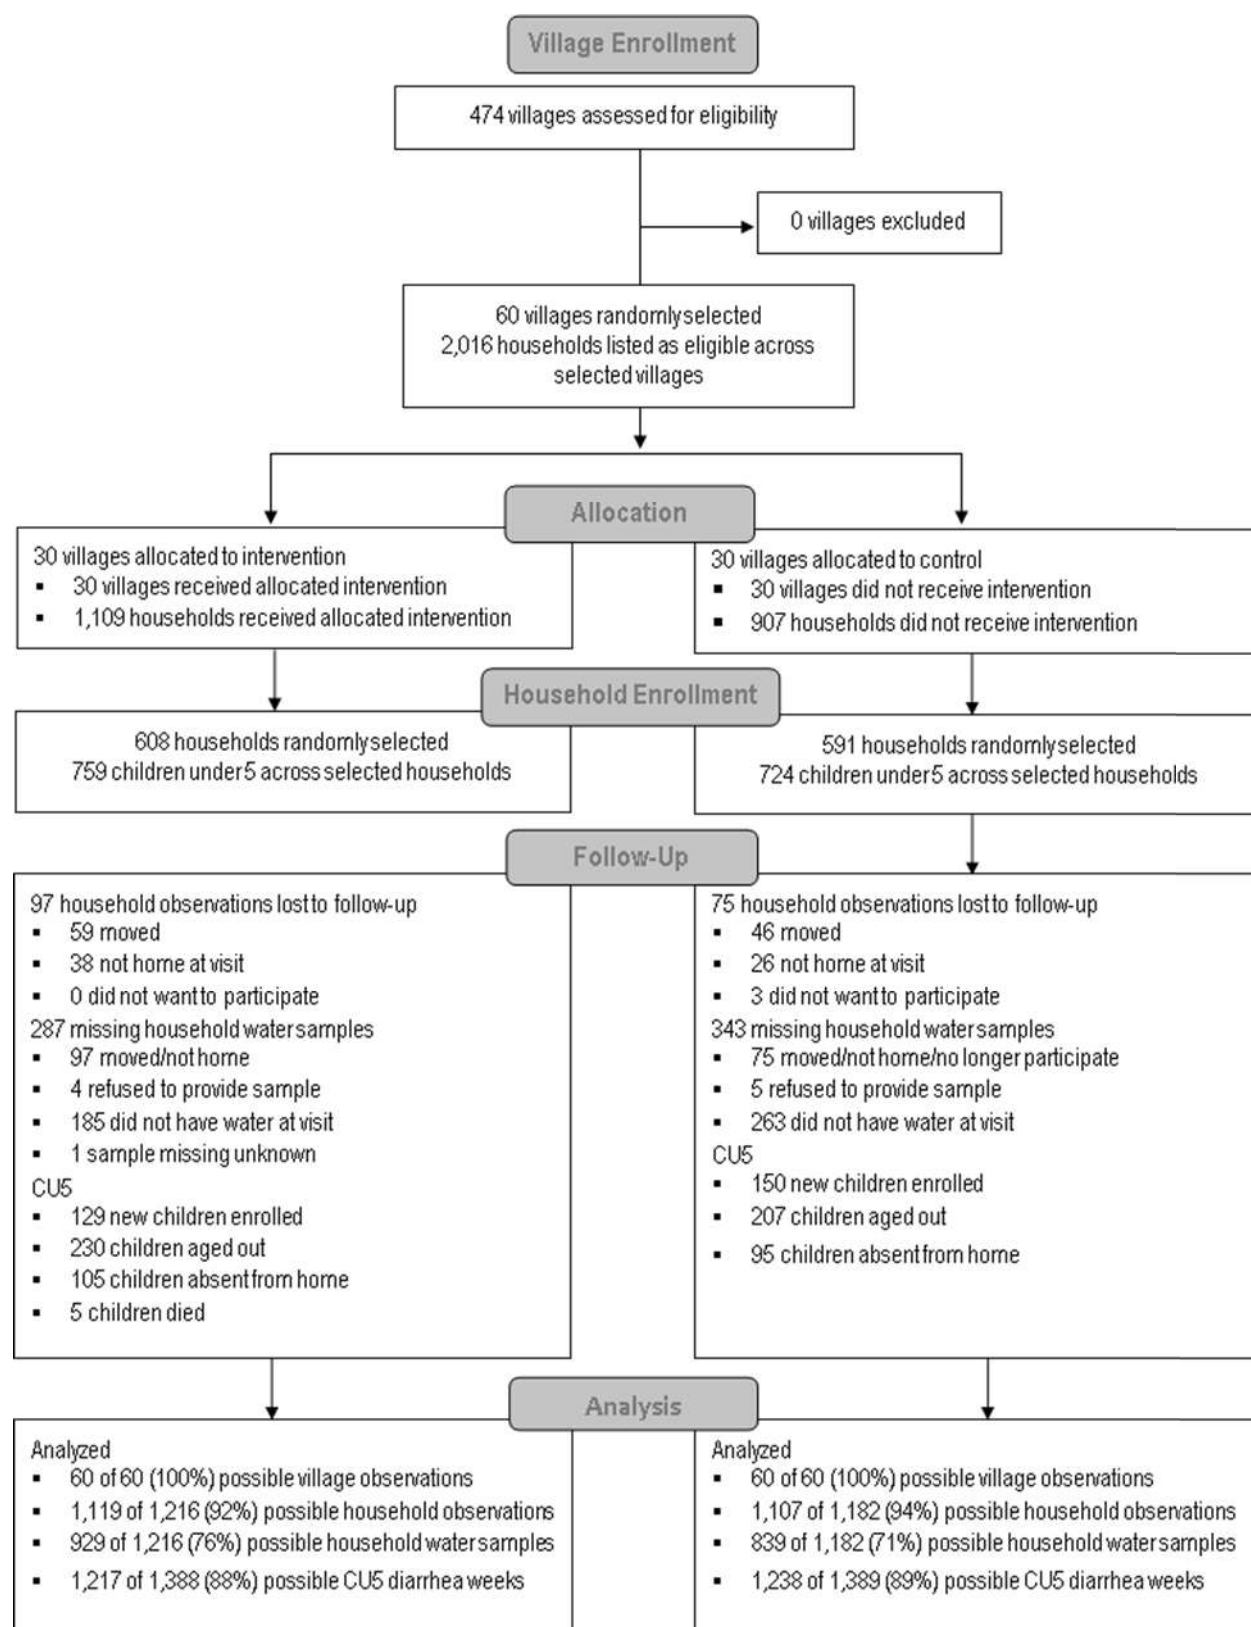 Village Enrollment
474 villages assessed for eligibility
0 villages excluded
60 villages randomly selected
2,016 households listed as eligible across
selected villages
Allocation
30 villages allocated to intervention
▪ 30 villages received allocated intervention
▪ 1,109 households received allocated intervention
30 villages allocated to control
▪ 30 villages did not receive intervention
▪ 907 households did not receive intervention
Household Enrollment
608 households randomly selected
759 children under 5 across selected households
591 households randomly selected
724 children under 5 across selected households
Follow-Up
97 household observations lost to follow-up
▪ 59 moved
▪ 38 not home at visit
▪ 0 did not want to participate
287 missing household water samples
▪ 97 moved/not home
▪ 4 refused to provide sample
▪ 185 did not have water at visit
▪ 1 sample missing unknown
CU5
▪ 129 new children enrolled
▪ 230 children aged out
▪ 105 children absent from home
▪ 5 children died
75 household observations lost to follow-up
▪ 46 moved
▪ 26 not home at visit
▪ 3 did not want to participate
343 missing household water samples
▪ 75 moved/not home/no longer participate
▪ 5 refused to provide sample
▪ 263 did not have water at visit
CU5
▪ 150 new children enrolled
▪ 207 children aged out
▪ 95 children absent from home
Analysis
Analyzed
▪ 60 of 60 (100%) possible village observations
▪ 1,119 of 1,216 (92%) possible household observations
▪ 929 of 1,216 (76%) possible household water samples
▪ 1,217 of 1,388 (88%) possible CU5 diarrhea weeks
Analyzed
▪ 60 of 60 (100%) possible village observations
▪ 1,107 of 1,182 (94%) possible household observations
▪ 839 of 1,182 (71%) possible household water samples
▪ 1,238 of 1,389 (89%) possible CU5 diarrhea weeks